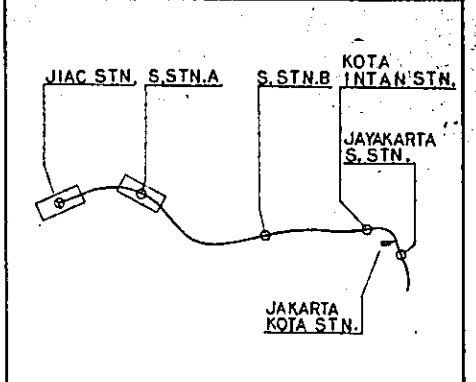 JIAC STN.
S.STN.A
S.STN.B
KOTA
INTAN STN.
JAYAKARTA
S. STN.
JAKARTA
KOTA STN.